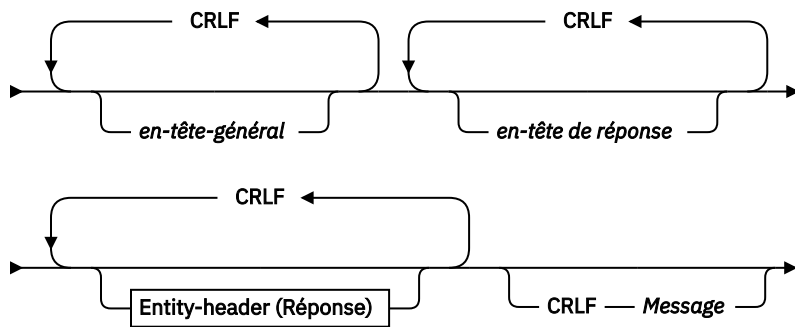 CRLF CRLF
en-tête-général en-tête de réponse
CRLF
Entity-header (Réponse) CRLF Message